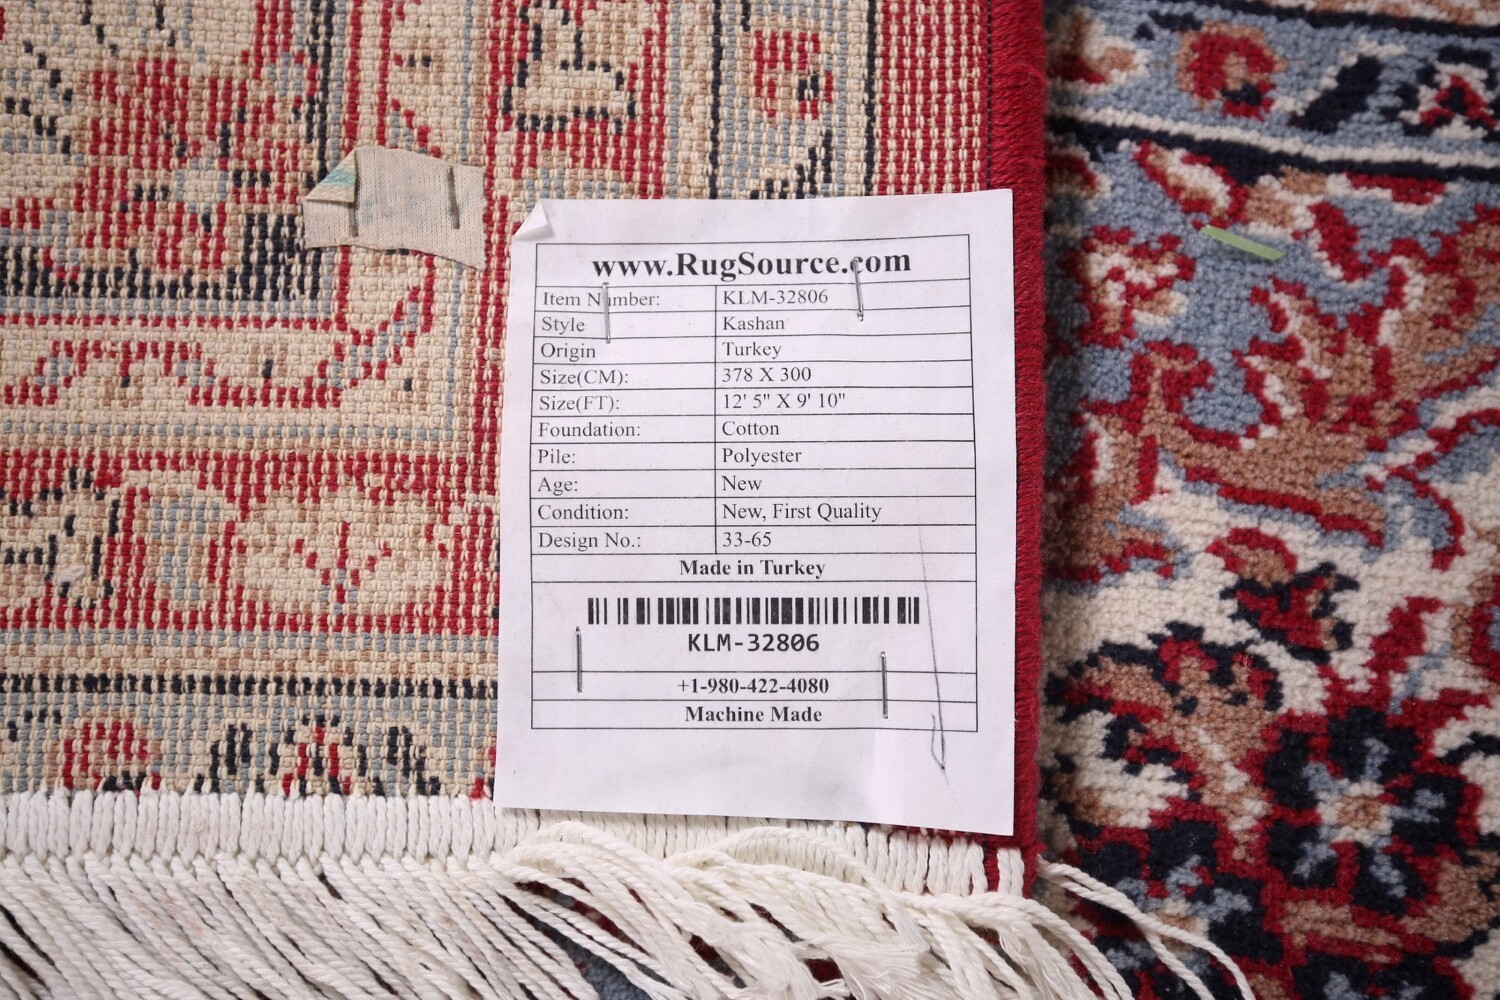 www.RugSource.com
Item Number: KLM-32806
Style Kashan
Origin Turkey
Size(CM): 378 X 300
Size(FT): 12' 5" X 9' 10"
Foundation: Cotton
Pile: Polyester
Age: New
Condition: New, First Quality
Design No.: 33-65
Made in Turkey
KLM-32806
+1-980-422-4080
Machine Made